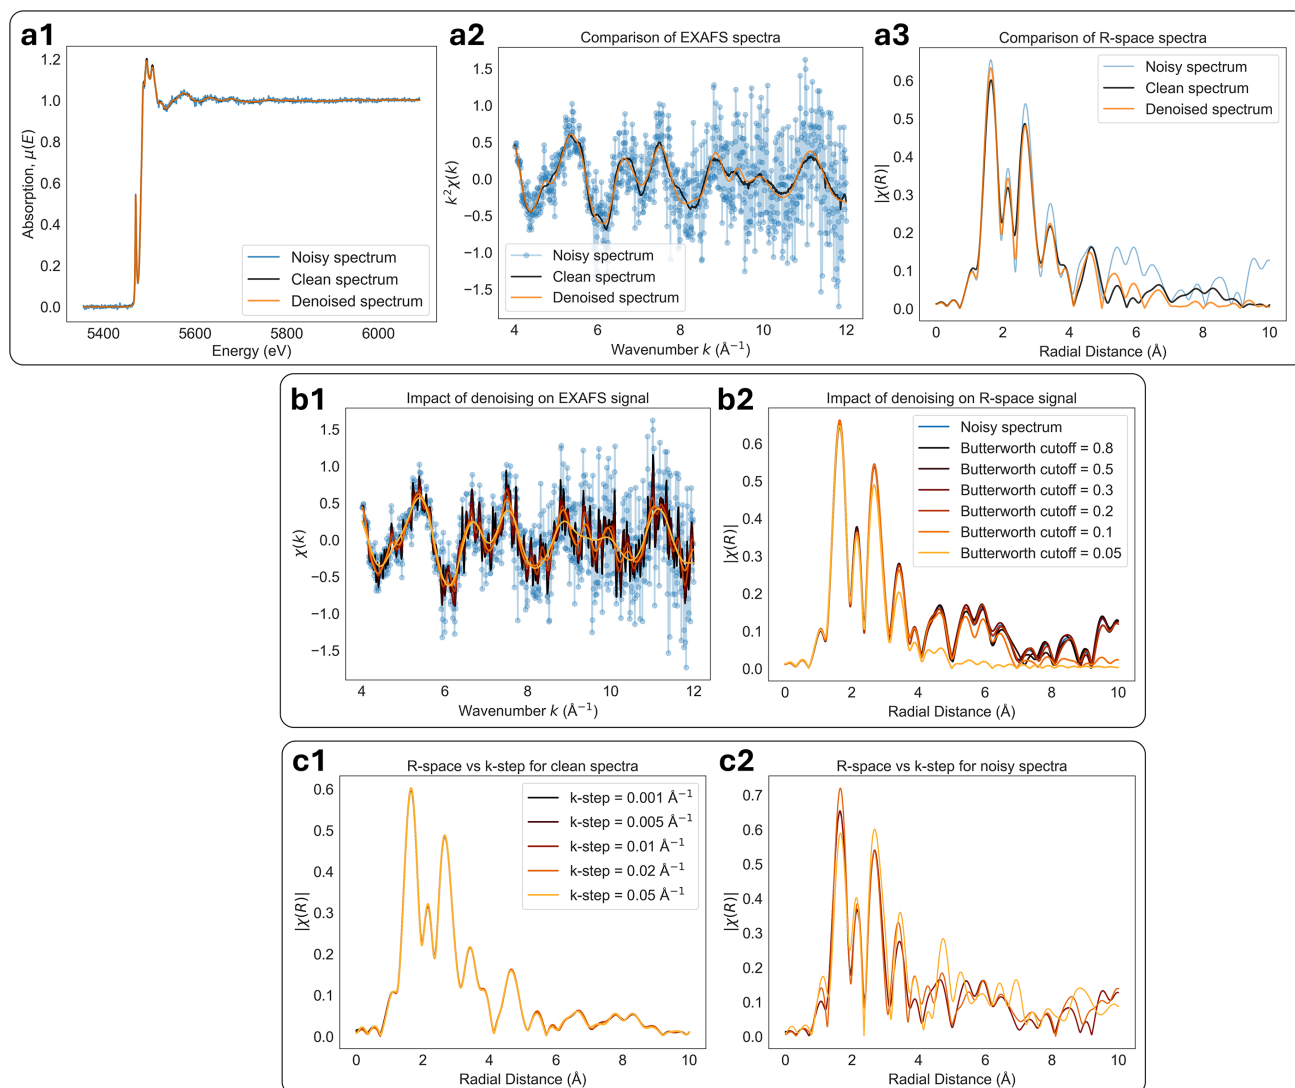 a1
1.2
1.0
0.8
0.6
0.4
0.2
0.0
Absorption, μ(E)
Noisy spectrum
Clean spectrum
Denoised spectrum
5400 5600 5800 6000
Energy (eV)
a2
Comparison of EXAFS spectra
1.5
1.0
0.5
0.0
−0.5
−1.0
−1.5
k²χ(k)
Noisy spectrum
Clean spectrum
Denoised spectrum
4 6 8 10 12
Wavenumber k (Å⁻¹)
a3
Comparison of R-space spectra
0.6
0.5
0.4
0.3
0.2
0.1
0.0
|χ(R)|
Noisy spectrum
Clean spectrum
Denoised spectrum
0 2 4 6 8 10
Radial Distance (Å)
b1
Impact of denoising on EXAFS signal
1.5
1.0
0.5
0.0
−0.5
−1.0
−1.5
χ(k)
4 6 8 10 12
Wavenumber k (Å⁻¹)
b2
Impact of denoising on R-space signal
0.6
0.5
0.4
0.3
0.2
0.1
0.0
|χ(R)|
Noisy spectrum
Butterworth cutoff = 0.8
Butterworth cutoff = 0.5
Butterworth cutoff = 0.3
Butterworth cutoff = 0.2
Butterworth cutoff = 0.1
Butterworth cutoff = 0.05
0 2 4 6 8 10
Radial Distance (Å)
c1
R-space vs k-step for clean spectra
0.6
0.5
0.4
0.3
0.2
0.1
0.0
|χ(R)|
k-step = 0.001 Å⁻¹
k-step = 0.005 Å⁻¹
k-step = 0.01 Å⁻¹
k-step = 0.02 Å⁻¹
k-step = 0.05 Å⁻¹
0 2 4 6 8 10
Radial Distance (Å)
c2
R-space vs k-step for noisy spectra
0.7
0.6
0.5
0.4
0.3
0.2
0.1
0.0
|χ(R)|
0 2 4 6 8 10
Radial Distance (Å)